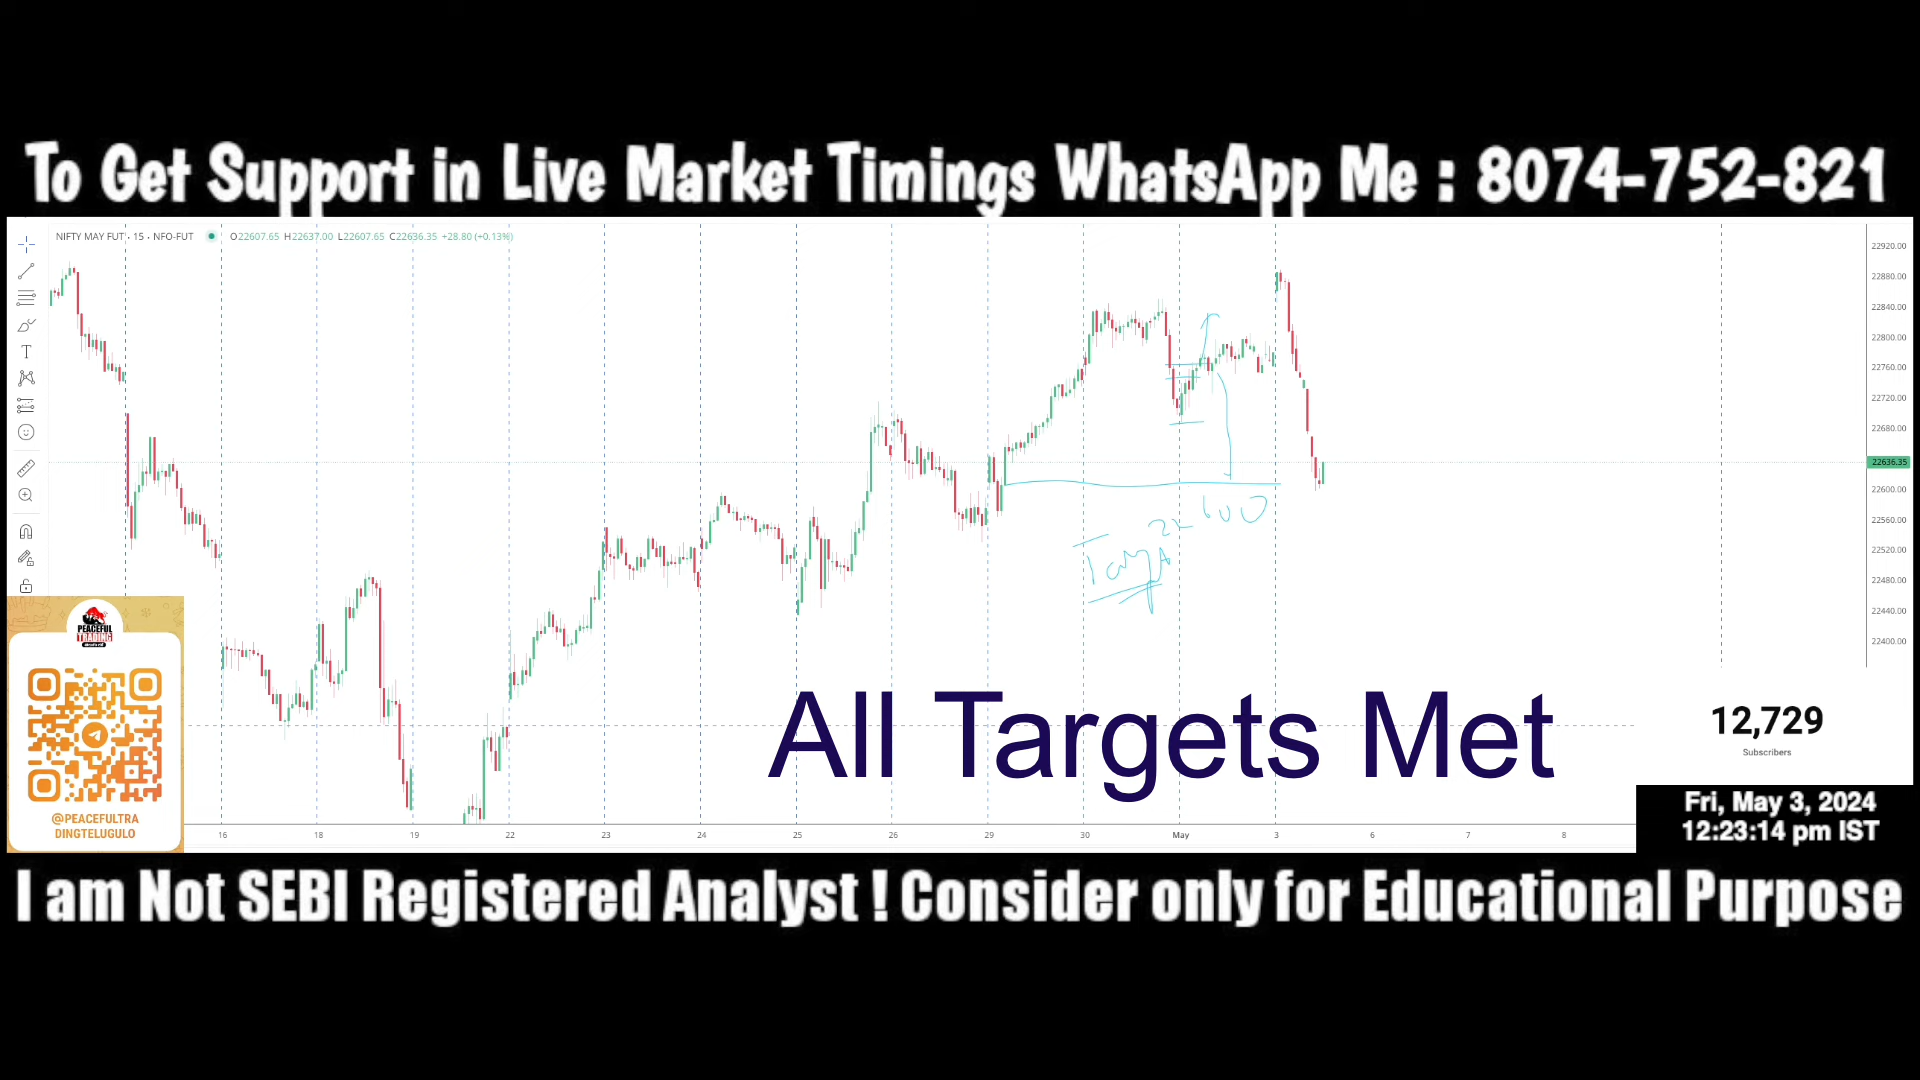 To Get Support in Live Market Timings WhatsApp Me : 8074-752-821
NIFTY MAY FUT · 15 · NFO-FUT O22607.65 H22637.00 L22607.65 C22636.35 +28.80 (+0.13%)
22920.00
22880.00
22840.00
22800.00
22760.00
22720.00
22680.00
22636.35
22600.00
22560.00
22520.00
22480.00
22440.00
22400.00
T
22600
Target
PEACEFUL
TRADING
@PEACEFULTRA
DINGTELUGULO
All Targets Met
12,729
Subscribers
16 18 19 22 23 24 25 26 29 30 May 3 6 7 8
Fri, May 3, 2024
12:23:14 pm IST
I am Not SEBI Registered Analyst ! Consider only for Educational Purpose